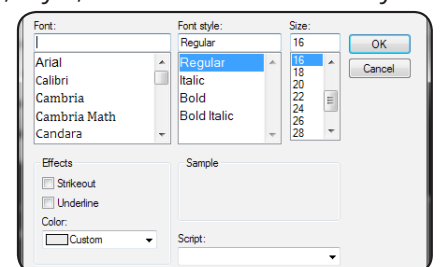 Font:
Font style:
Size:
Regular
16
OK
Arial
Calibri
Cambria
Cambria Math
Candara
Regular
Italic
Bold
Bold Italic
16
18
20
22
24
26
28
Cancel
Effects
Strikeout
Underline
Color:
Custom
Sample
Script: